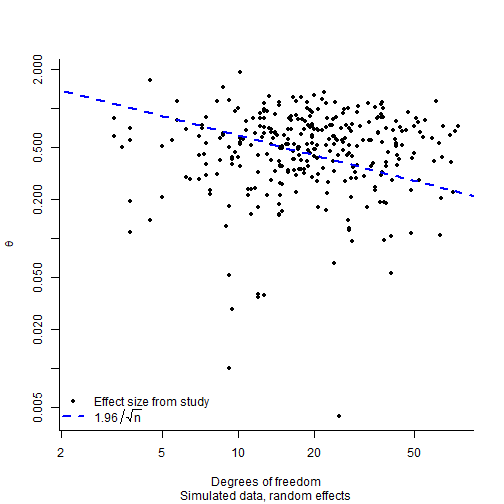 2.000
0.500
0.200
0.050
0.020
0.005
θ
Effect size from study
1.96/√n
2 5 10 20 50
Degrees of freedom
Simulated data, random effects